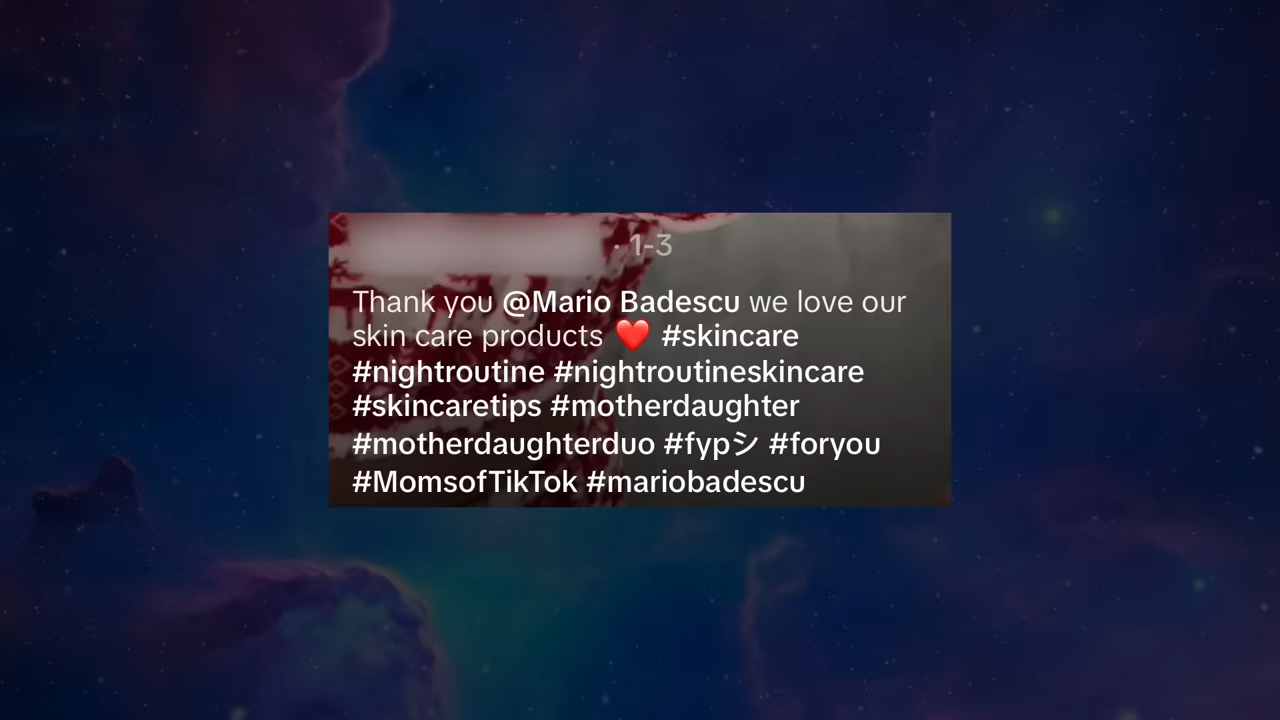 · 1-3
Thank you @Mario Badescu we love our
skin care products ❤️ #skincare
#nightroutine #nightroutineskincare
#skincaretips #motherdaughter
#motherdaughterduo #fypシ #foryou
#MomsofTikTok #mariobadescu